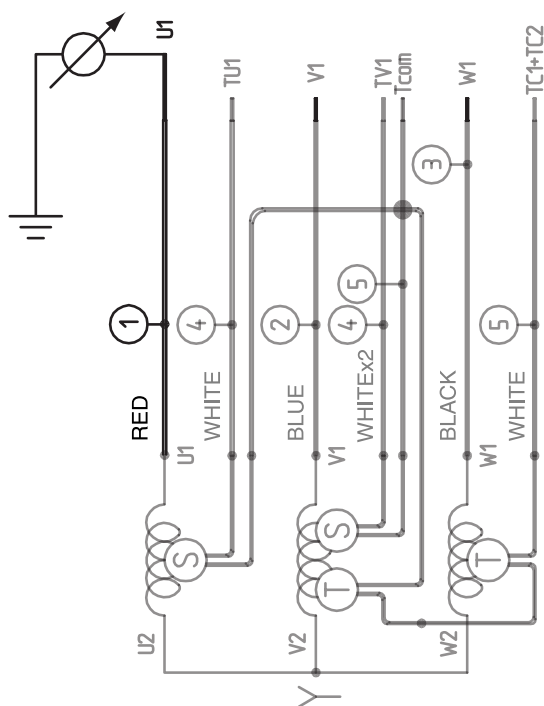 U1
TU1
V1
TV1
Tcom
W1
TC1+TC2
3
5
1
4
2
4
5
RED
WHITE
BLUE
WHITEx2
BLACK
WHITE
U1
V1
W1
S
S
T
T
U2
V2
W2
Y